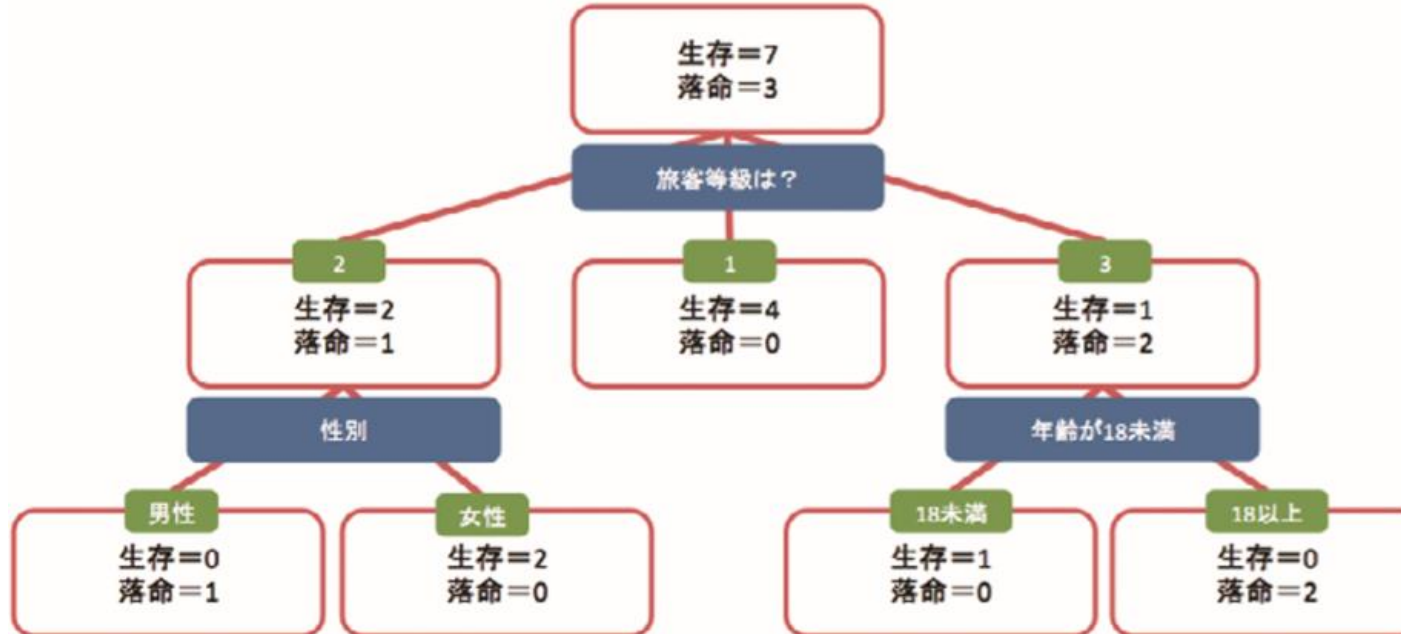 生存＝7
落命＝3
旅客等級は？
2
生存＝2
落命＝1
1
生存＝4
落命＝0
3
生存＝1
落命＝2
性別
年齢が18未満
男性
生存＝0
落命＝1
女性
生存＝2
落命＝0
18未満
生存＝1
落命＝0
18以上
生存＝0
落命＝2